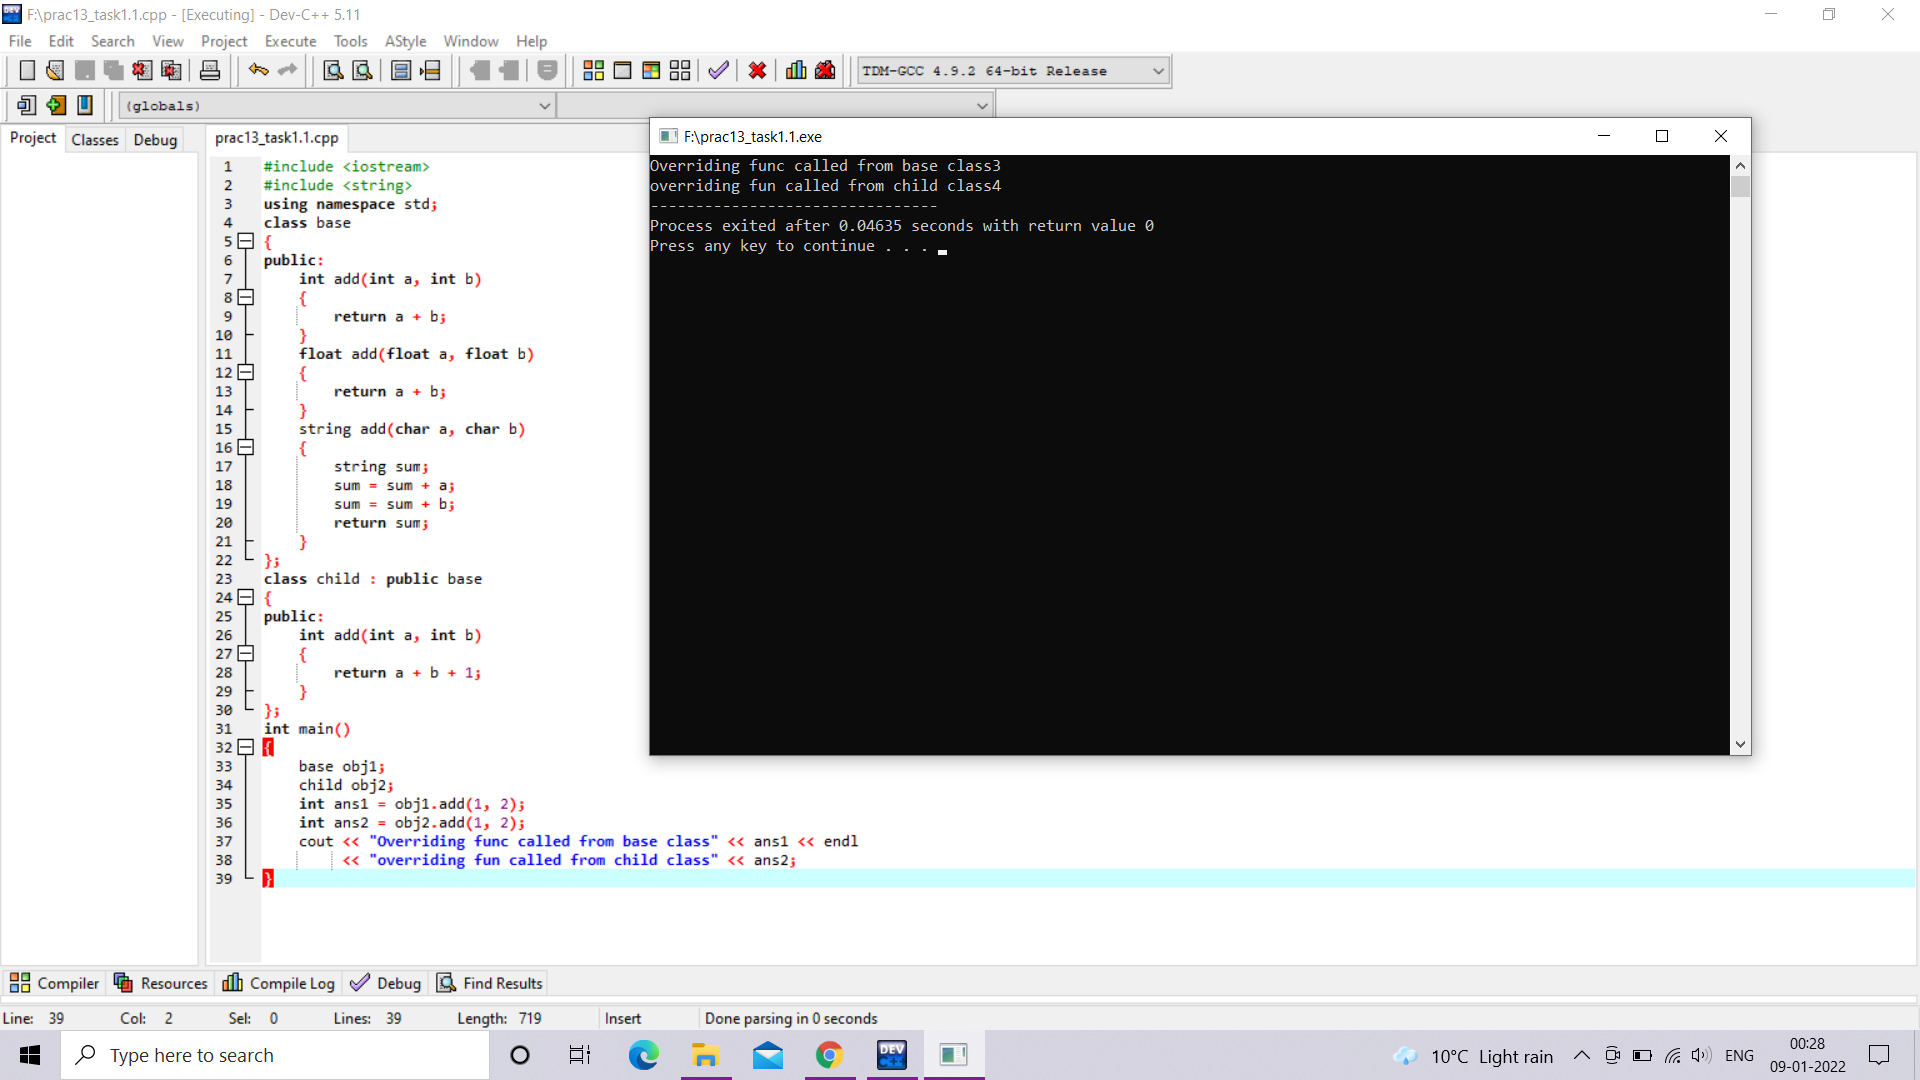 F:\prac13_task1.1.cpp - [Executing] - Dev-C++ 5.11
File Edit Search View Project Execute Tools AStyle Window Help
TDM-GCC 4.9.2 64-bit Release
(globals)
Project Classes Debug
prac13_task1.1.cpp
1 #include <iostream>
2 #include <string>
3 using namespace std;
4 class base
5 {
6 public:
7 int add(int a, int b)
8 {
9 return a + b;
10 }
11 float add(float a, float b)
12 {
13 return a + b;
14 }
15 string add(char a, char b)
16 {
17 string sum;
18 sum = sum + a;
19 sum = sum + b;
20 return sum;
21 }
22 };
23 class child : public base
24 {
25 public:
26 int add(int a, int b)
27 {
28 return a + b + 1;
29 }
30 };
31 int main()
32 {
33 base obj1;
34 child obj2;
35 int ans1 = obj1.add(1, 2);
36 int ans2 = obj2.add(1, 2);
37 cout << "Overriding func called from base class" << ans1 << endl
38 << "overriding fun called from child class" << ans2;
39 }
F:\prac13_task1.1.exe
Overriding func called from base class3
overriding fun called from child class4
--------------------------------
Process exited after 0.04635 seconds with return value 0
Press any key to continue . . .
Compiler Resources Compile Log Debug Find Results
Line: 39 Col: 2 Sel: 0 Lines: 39 Length: 719 Insert Done parsing in 0 seconds
Type here to search
DEV C++
10°C Light rain
ENG
00:28
09-01-2022